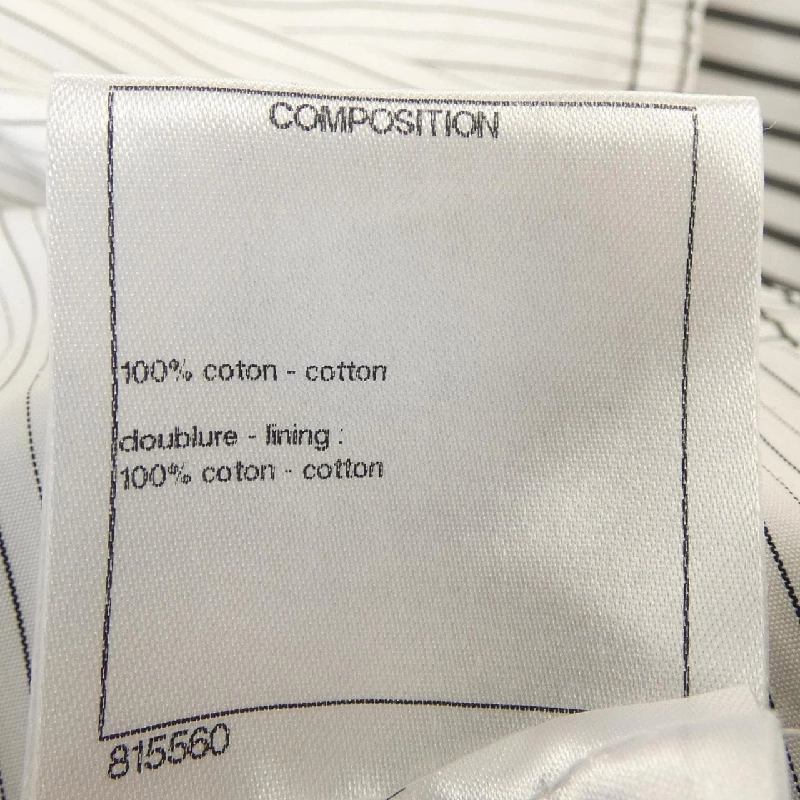 COMPOSITION
100% coton - cotton
doublure - lining :
100% coton - cotton
815560